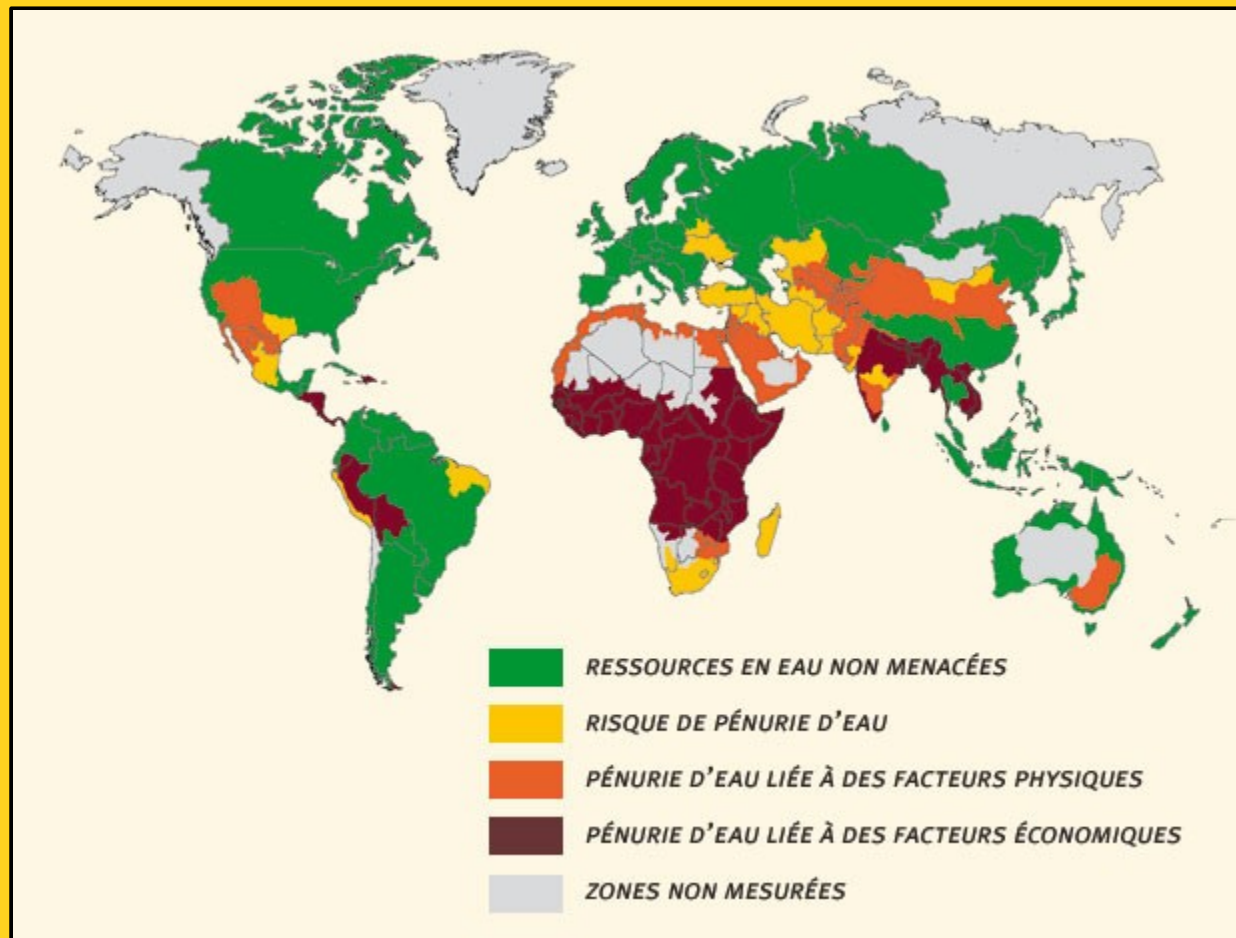 RESSOURCES EN EAU NON MENACÉES
RISQUE DE PÉNURIE D'EAU
PÉNURIE D'EAU LIÉE À DES FACTEURS PHYSIQUES
PÉNURIE D'EAU LIÉE À DES FACTEURS ÉCONOMIQUES
ZONES NON MESURÉES